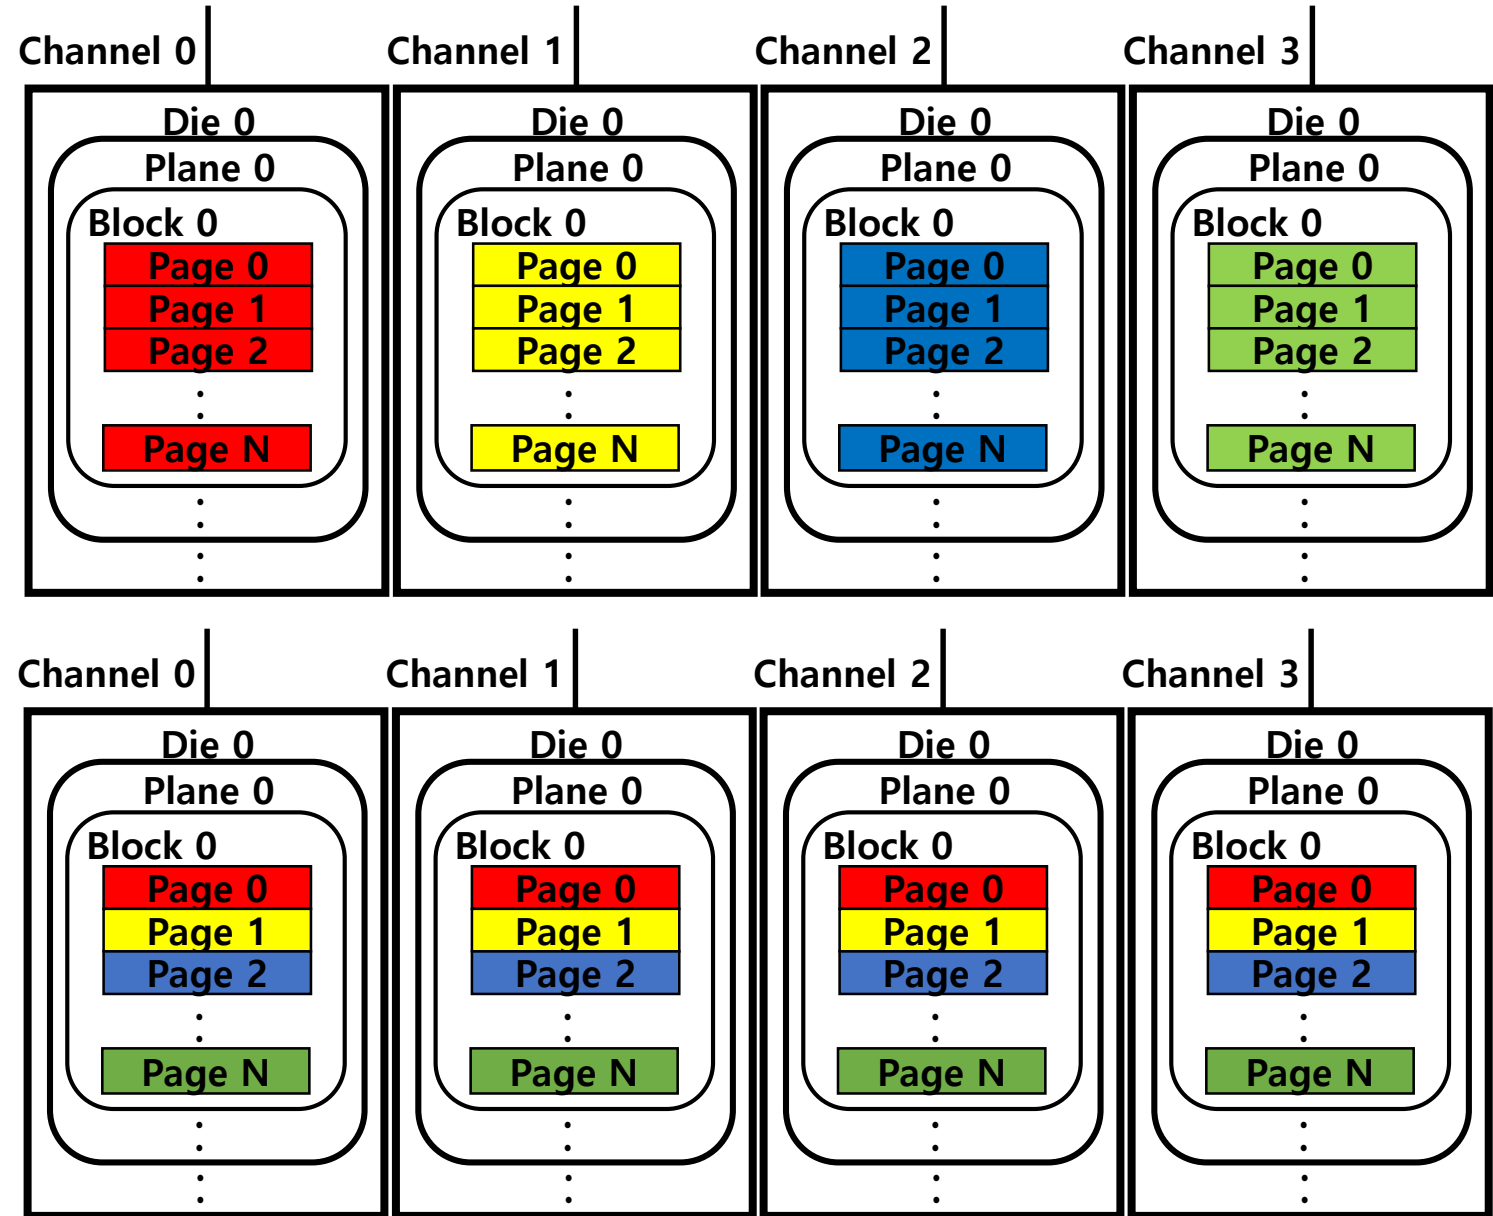 Channel 0 Channel 1 Channel 2 Channel 3
Die 0 Die 0 Die 0 Die 0
Plane 0 Plane 0 Plane 0 Plane 0
Block 0 Block 0 Block 0 Block 0
Page 0 Page 0 Page 0 Page 0
Page 1 Page 1 Page 1 Page 1
Page 2 Page 2 Page 2 Page 2
Page N Page N Page N Page N
Channel 0 Channel 1 Channel 2 Channel 3
Die 0 Die 0 Die 0 Die 0
Plane 0 Plane 0 Plane 0 Plane 0
Block 0 Block 0 Block 0 Block 0
Page 0 Page 0 Page 0 Page 0
Page 1 Page 1 Page 1 Page 1
Page 2 Page 2 Page 2 Page 2
Page N Page N Page N Page N